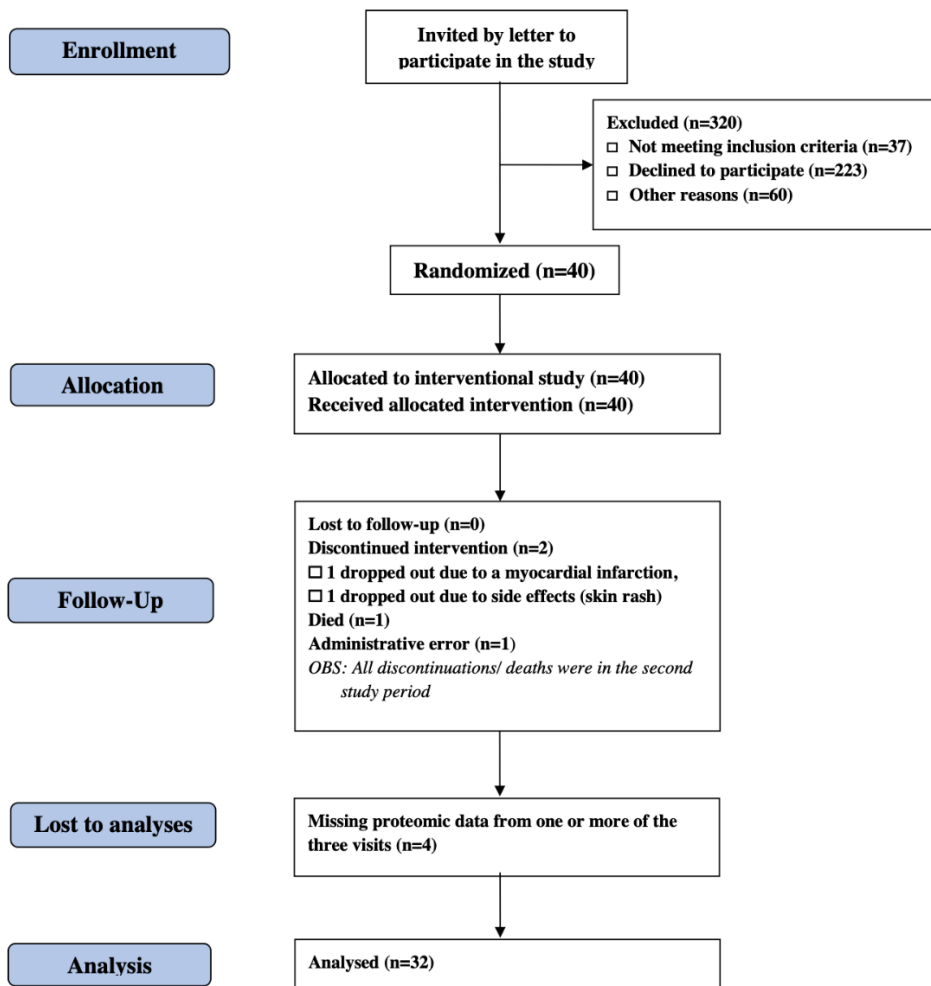 Enrollment
Invited by letter to
participate in the study
Excluded (n=320)
□ Not meeting inclusion criteria (n=37)
□ Declined to participate (n=223)
□ Other reasons (n=60)
Randomized (n=40)
Allocation
Allocated to interventional study (n=40)
Received allocated intervention (n=40)
Follow-Up
Lost to follow-up (n=0)
Discontinued intervention (n=2)
□ 1 dropped out due to a myocardial infarction,
□ 1 dropped out due to side effects (skin rash)
Died (n=1)
Administrative error (n=1)
OBS: All discontinuations/ deaths were in the second
study period
Lost to analyses
Missing proteomic data from one or more of the
three visits (n=4)
Analysis
Analysed (n=32)